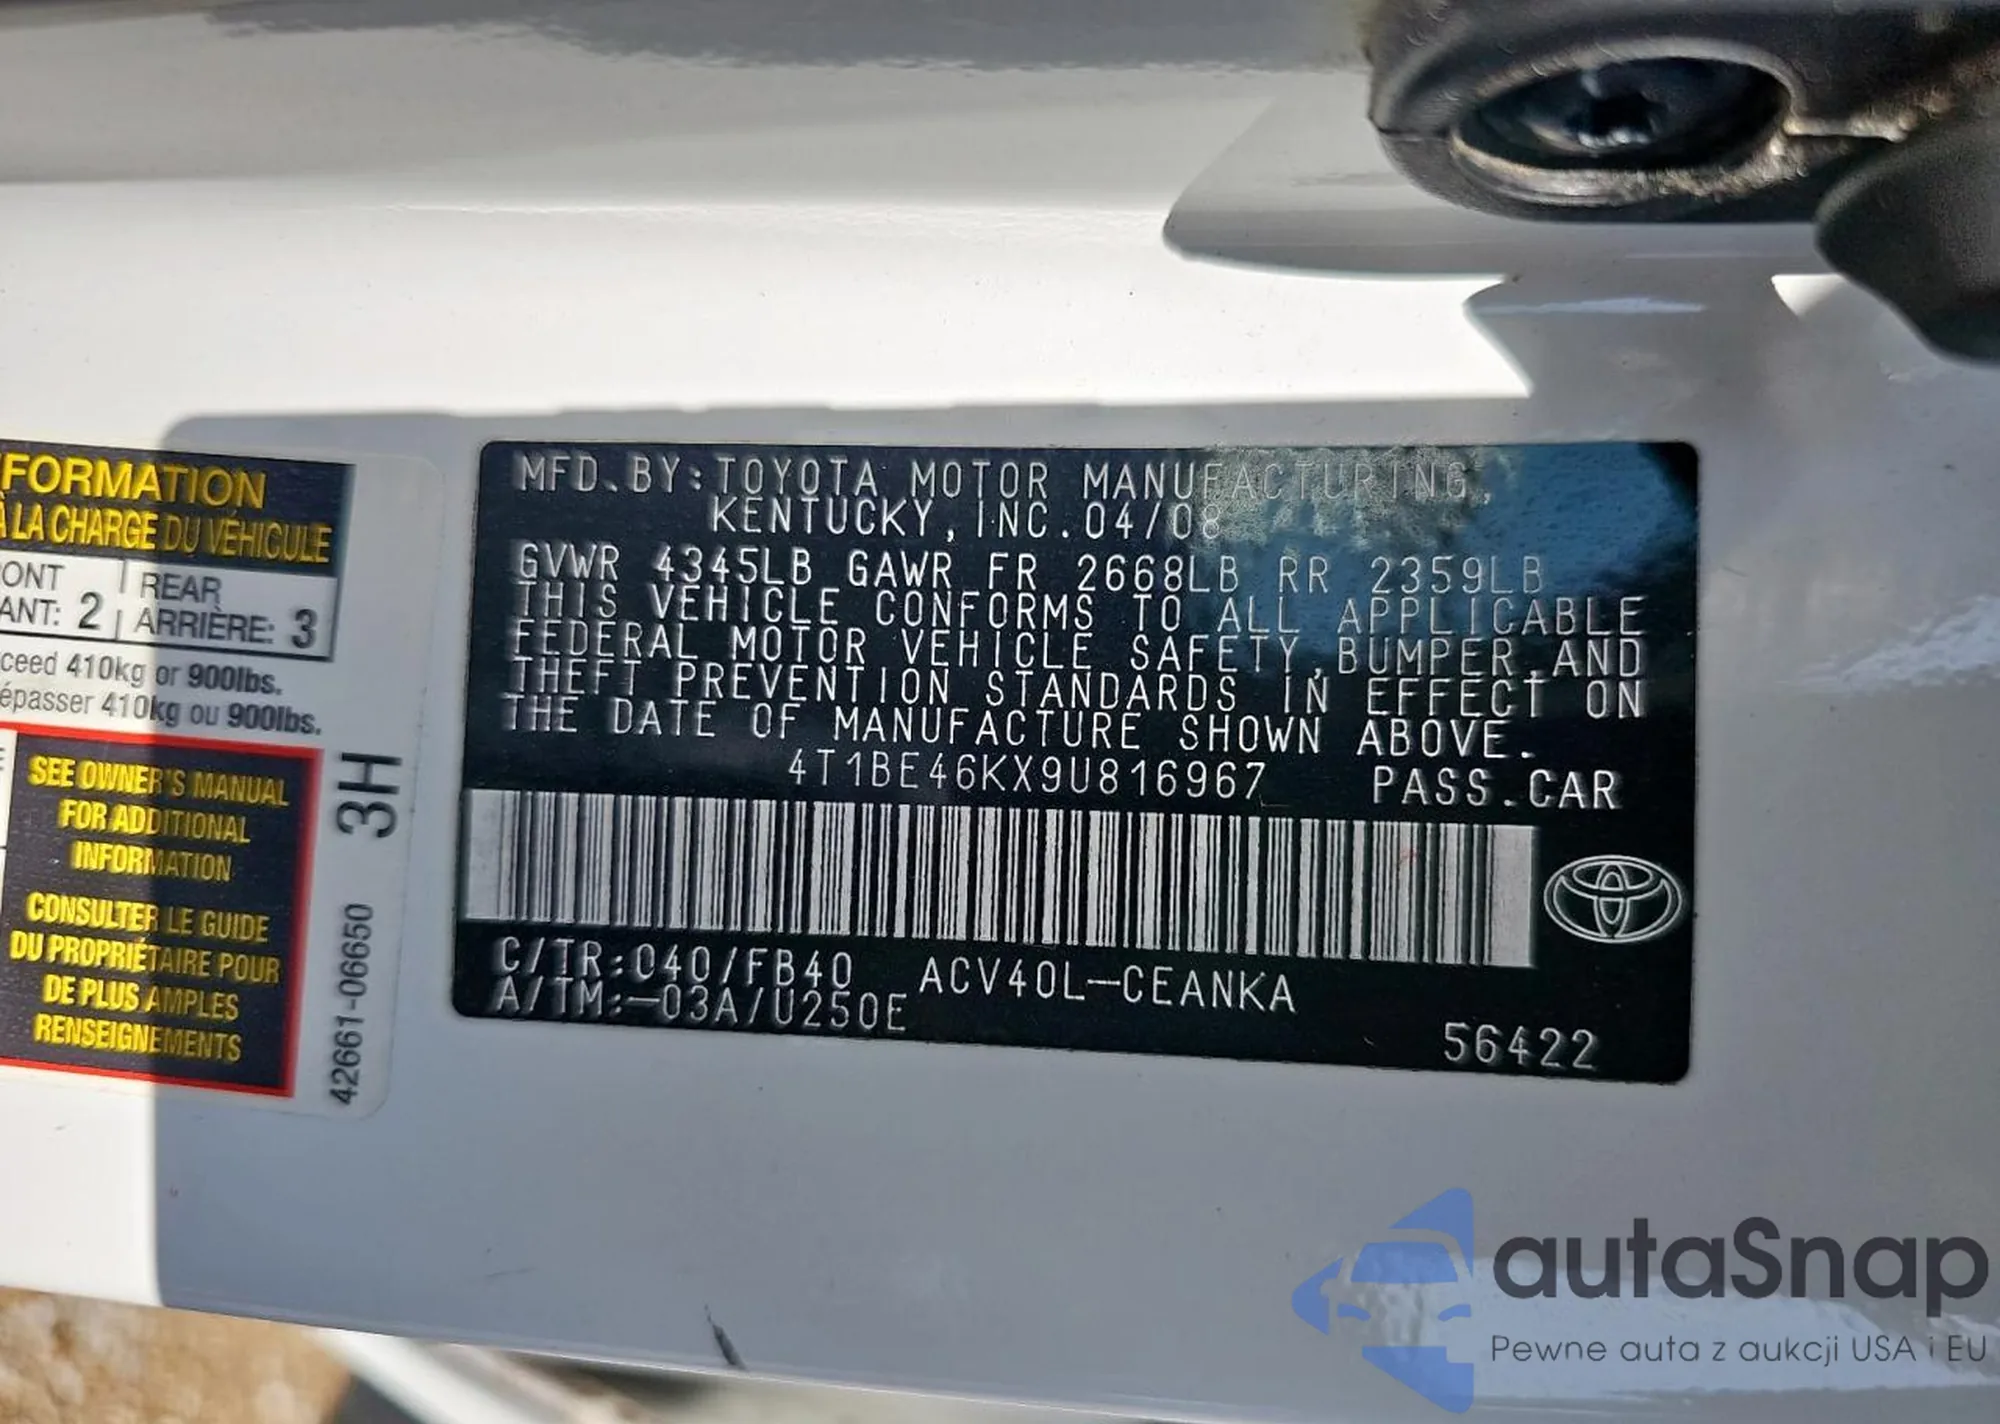 FORMATION
À LA CHARGE DU VÉHICULE
ONT
ANT: 2
REAR
ARRIÈRE: 3
ceed 410kg or 900lbs.
épasser 410kg ou 900lbs.
SEE OWNER'S MANUAL
FOR ADDITIONAL
INFORMATION
CONSULTER LE GUIDE
DU PROPRIÉTAIRE POUR
DE PLUS AMPLES
RENSEIGNEMENTS
3H
42661-06650
MFD.BY:TOYOTA MOTOR MANUFACTURING,
KENTUCKY, INC.04/08
GVWR 4345LB GAWR FR 2668LB RR 2359LB
THIS VEHICLE CONFORMS TO ALL APPLICABLE
FEDERAL MOTOR VEHICLE SAFETY,BUMPER,AND
THEFT PREVENTION STANDARDS IN EFFECT ON
THE DATE OF MANUFACTURE SHOWN ABOVE.
4T1BE46KX9U816967 PASS.CAR
C/TR:040/FB40 ACV40L-CEANKA
A/TM:-03A/U250E
56422
autaSnap
Pewne auta z aukcji USA i EU